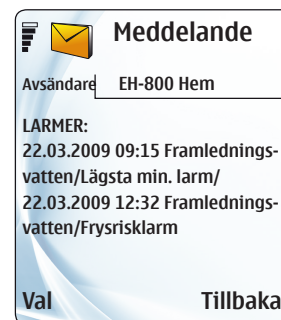 Meddelande
Avsändare EH-800 Hem
LARMER:
22.03.2009 09:15 Framlednings-
vatten/Lägsta min. larm/
22.03.2009 12:32 Framlednings-
vatten/Frysrisklarm
Val Tillbaka